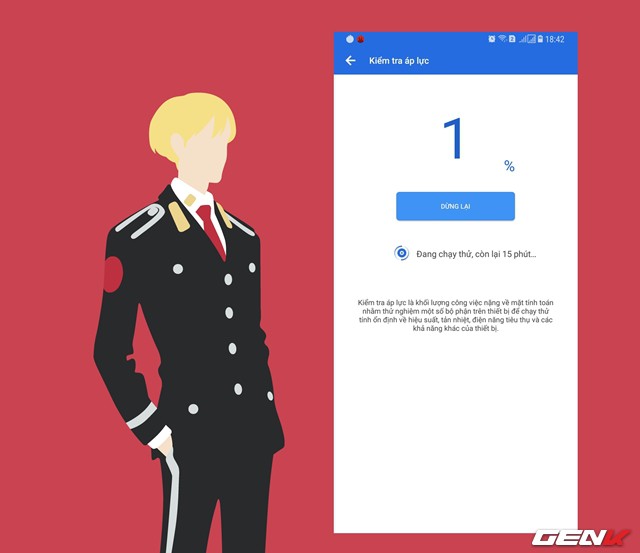 18:42
Kiểm tra áp lực
1
%
DỪNG LẠI
Đang chạy thử, còn lại 15 phút...
Kiểm tra áp lực là khối lượng công việc nặng về mặt tính toán
nhằm thử nghiệm một số bộ phận trên thiết bị để chạy thử
tính ổn định về hiệu suất, tản nhiệt, điện năng tiêu thụ và các
khả năng khác của thiết bị.
GENK